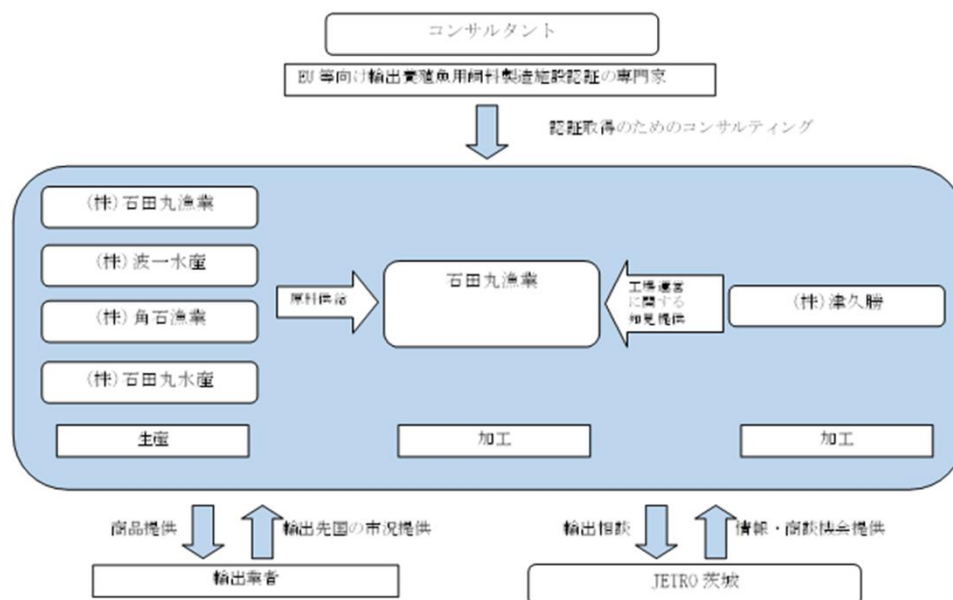 コンサルタント
EU等向け輸出養殖魚用飼料製造施設認証の専門家
認証取得のためのコンサルティング
(株)石田丸漁業
(株)波一水産
(株)角石漁業
(株)石田丸水産
生産
原料供給
石田丸漁業
加工
工場運営
に関する
知見提供
(株)津久勝
加工
商品提供
輸出先国の市況提供
輸出業者
輸出相談
情報・商談機会提供
JETRO茨城